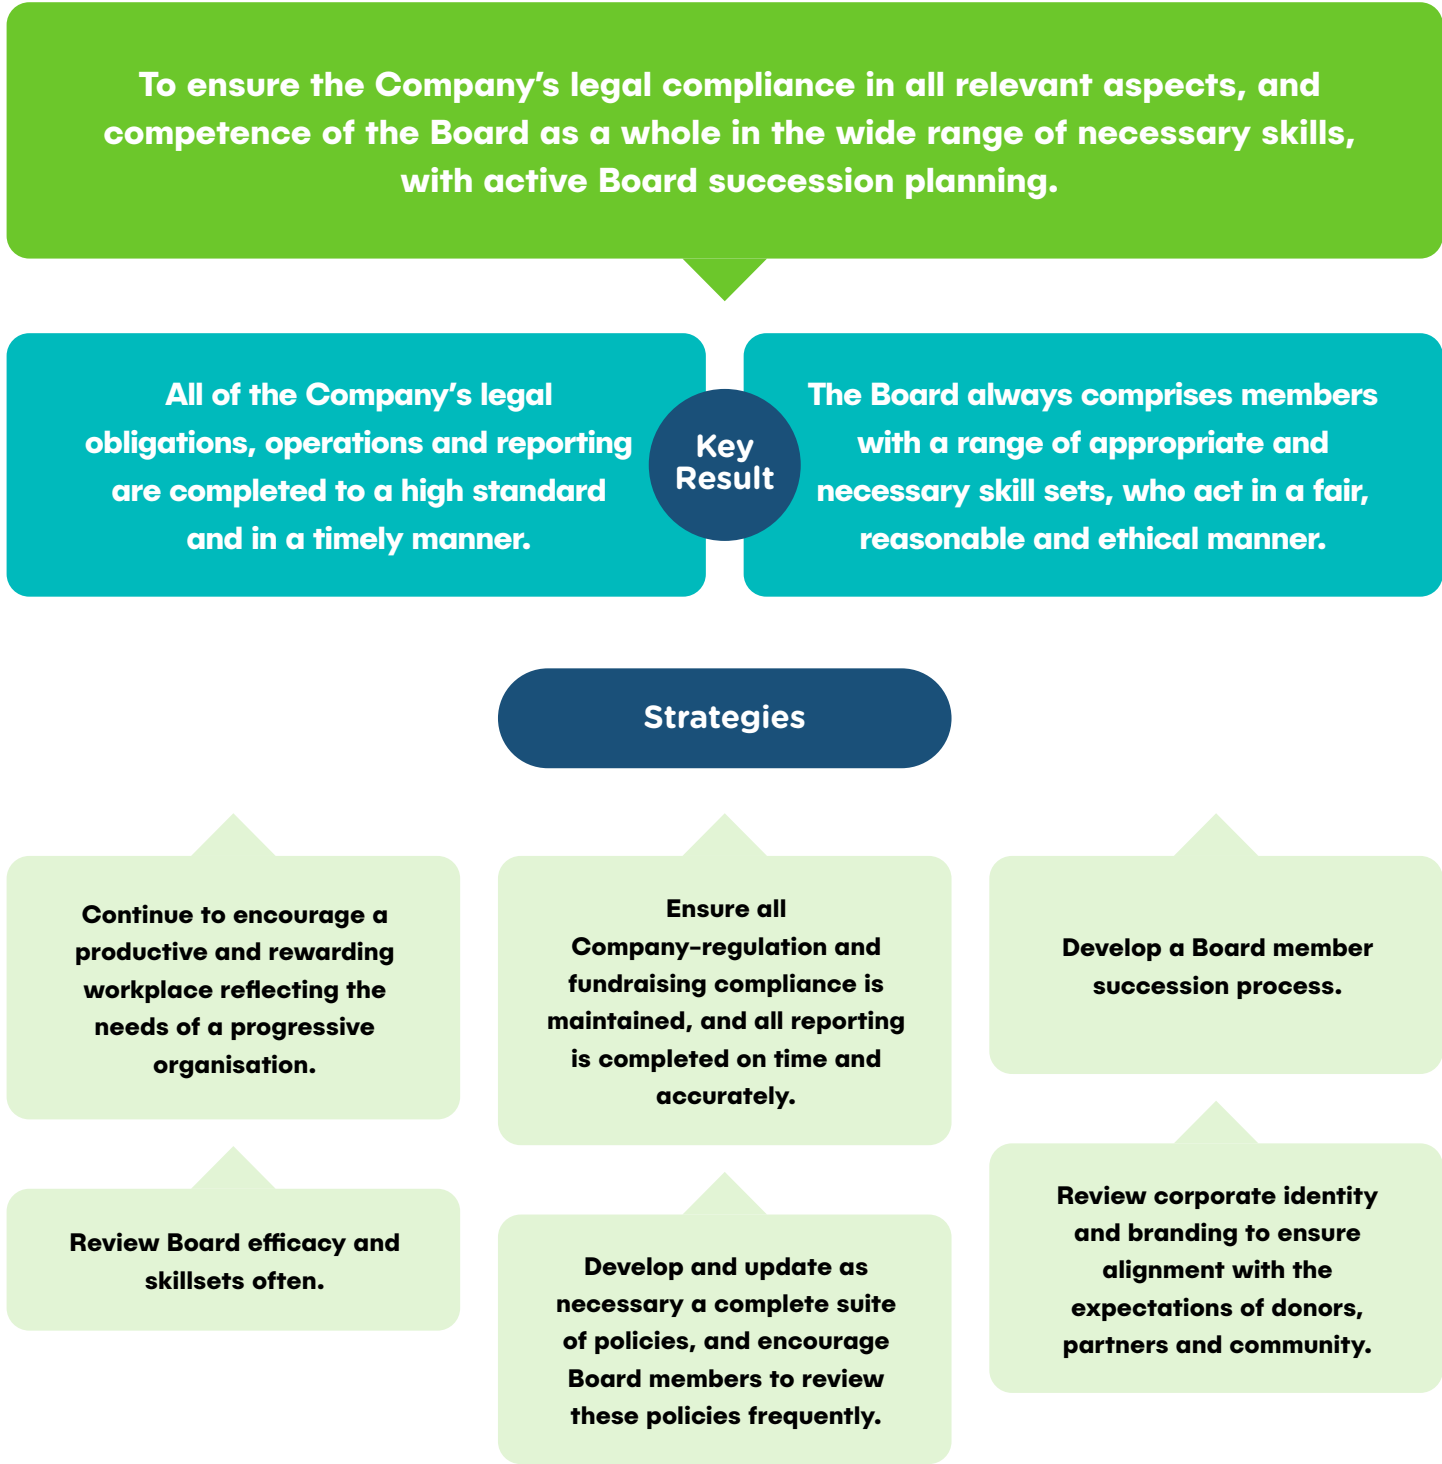 To ensure the Company’s legal compliance in all relevant aspects, and
competence of the Board as a whole in the wide range of necessary skills,
with active Board succession planning.
All of the Company’s legal
obligations, operations and reporting
are completed to a high standard
and in a timely manner.
Key
Result
The Board always comprises members
with a range of appropriate and
necessary skill sets, who act in a fair,
reasonable and ethical manner.
Strategies
Continue to encourage a
productive and rewarding
workplace reflecting the
needs of a progressive
organisation.
Ensure all
Company-regulation and
fundraising compliance is
maintained, and all reporting
is completed on time and
accurately.
Develop a Board member
succession process.
Review Board efficacy and
skillsets often.
Develop and update as
necessary a complete suite
of policies, and encourage
Board members to review
these policies frequently.
Review corporate identity
and branding to ensure
alignment with the
expectations of donors,
partners and community.